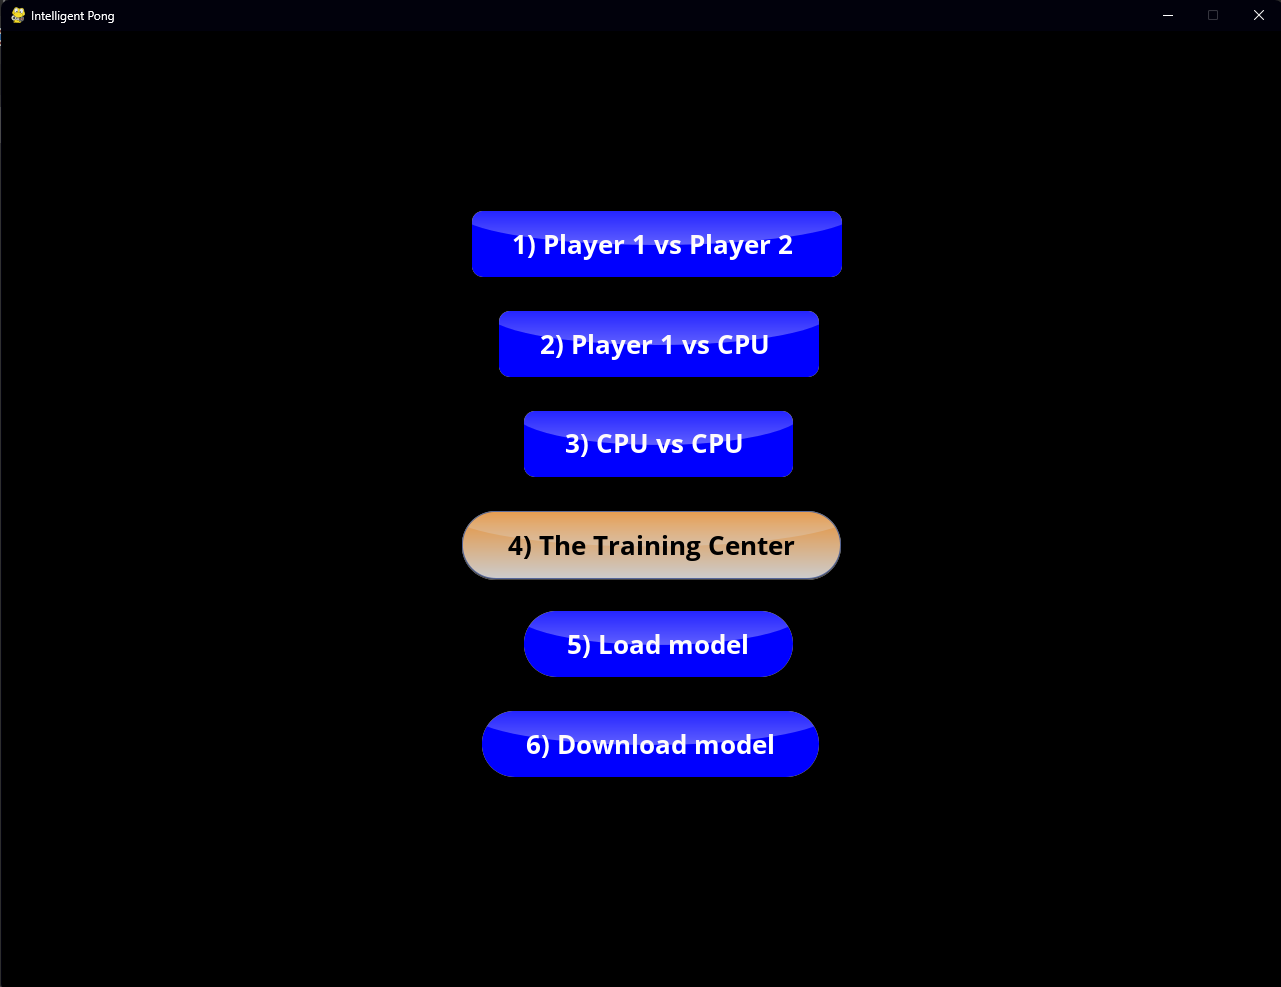 Intelligent Pong
1) Player 1 vs Player 2
2) Player 1 vs CPU
3) CPU vs CPU
4) The Training Center
5) Load model
6) Download model